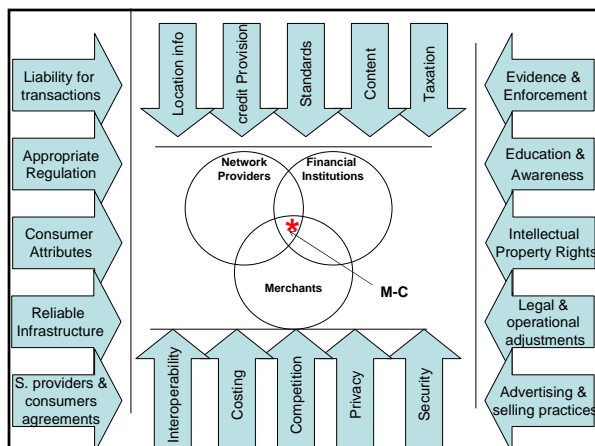 Location info
credit Provision
Standards
Content
Taxation
Liability for
transactions
Appropriate
Regulation
Consumer
Attributes
Reliable
Infrastructure
S. providers &
consumers
agreements
Network
Providers
Financial
Institutions
*
Merchants
M-C
Evidence &
Enforcement
Education &
Awareness
Intellectual
Property Rights
Legal &
operational
adjustments
Advertising &
selling practices
Interoperability
Costing
Competition
Privacy
Security